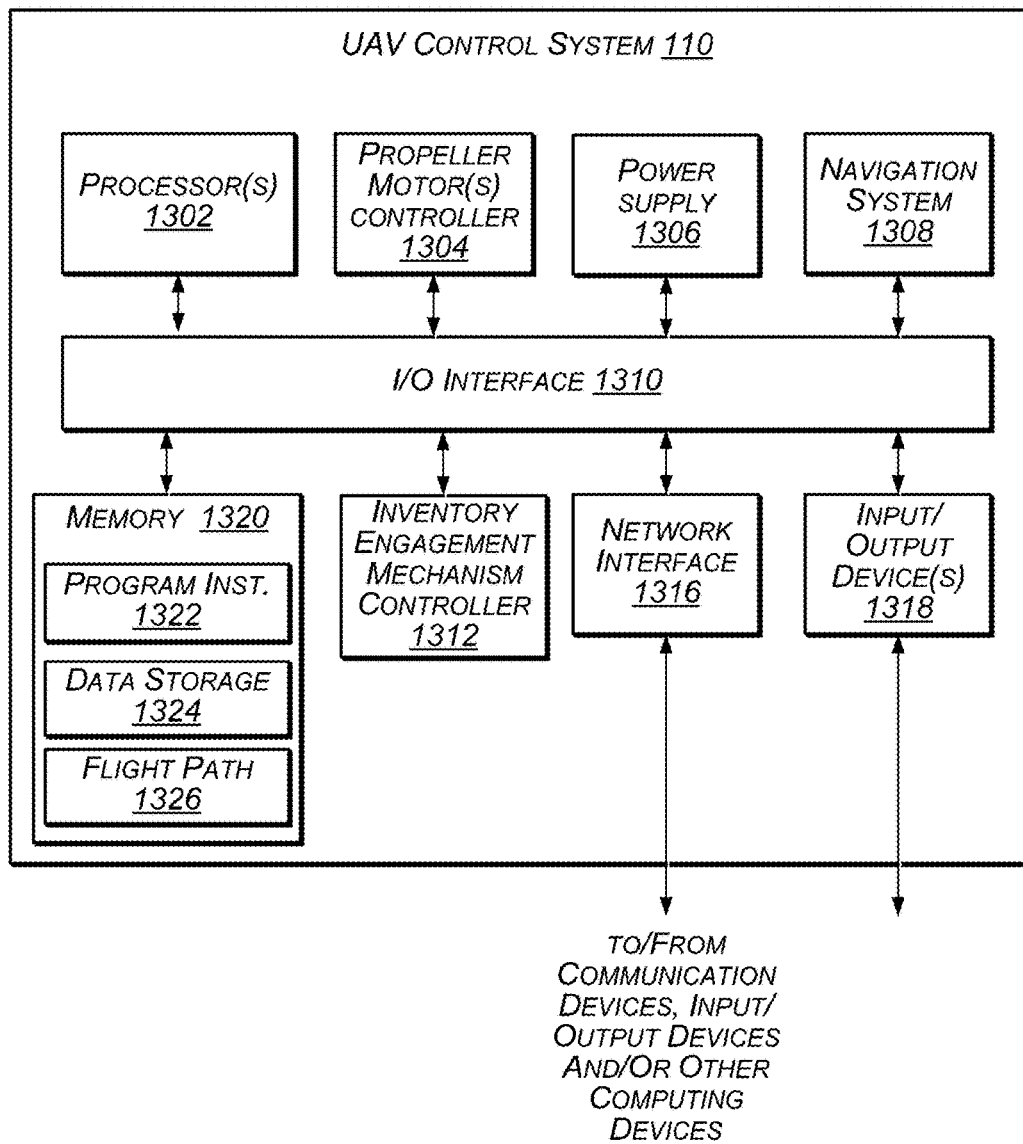 UAV CONTROL SYSTEM 110
PROCESSOR(S)
1302
PROPELLER
MOTOR(S)
CONTROLLER
1304
POWER
SUPPLY
1306
NAVIGATION
SYSTEM
1308
I/O INTERFACE 1310
MEMORY 1320
PROGRAM INST.
1322
DATA STORAGE
1324
FLIGHT PATH
1326
INVENTORY
ENGAGEMENT
MECHANISM
CONTROLLER
1312
NETWORK
INTERFACE
1316
INPUT/
OUTPUT
DEVICE(S)
1318
TO/FROM
COMMUNICATION
DEVICES, INPUT/
OUTPUT DEVICES
AND/OR OTHER
COMPUTING
DEVICES